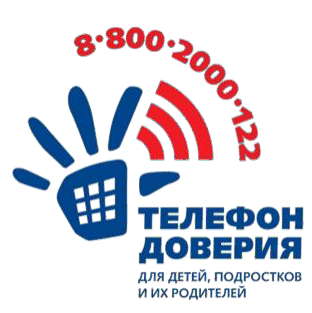 8·800·2000·122
ТЕЛЕФОН
ДОВЕРИЯ
ДЛЯ ДЕТЕЙ, ПОДРОСТКОВ
И ИХ РОДИТЕЛЕЙ